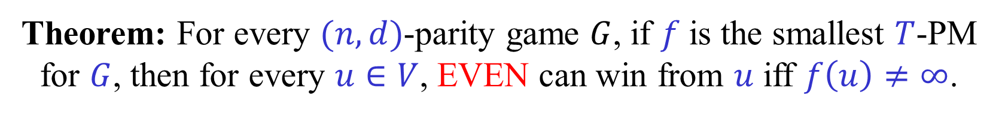 Theorem: For every (n, d)-parity game G, if f is the smallest T-PM
for G, then for every u ∈ V, EVEN can win from u iff f(u) ≠ ∞.